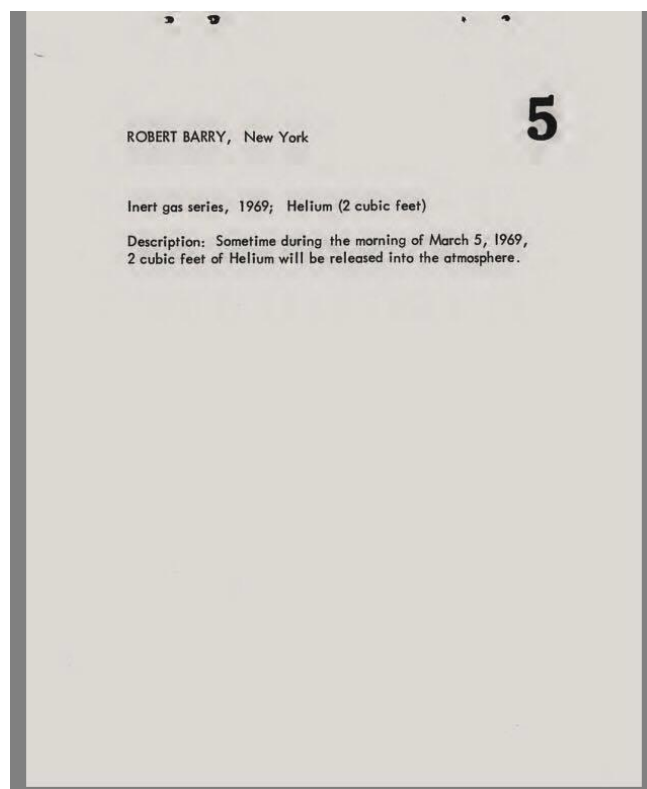 5
ROBERT BARRY, New York
Inert gas series, 1969; Helium (2 cubic feet)
Description: Sometime during the morning of March 5, 1969,
2 cubic feet of Helium will be released into the atmosphere.